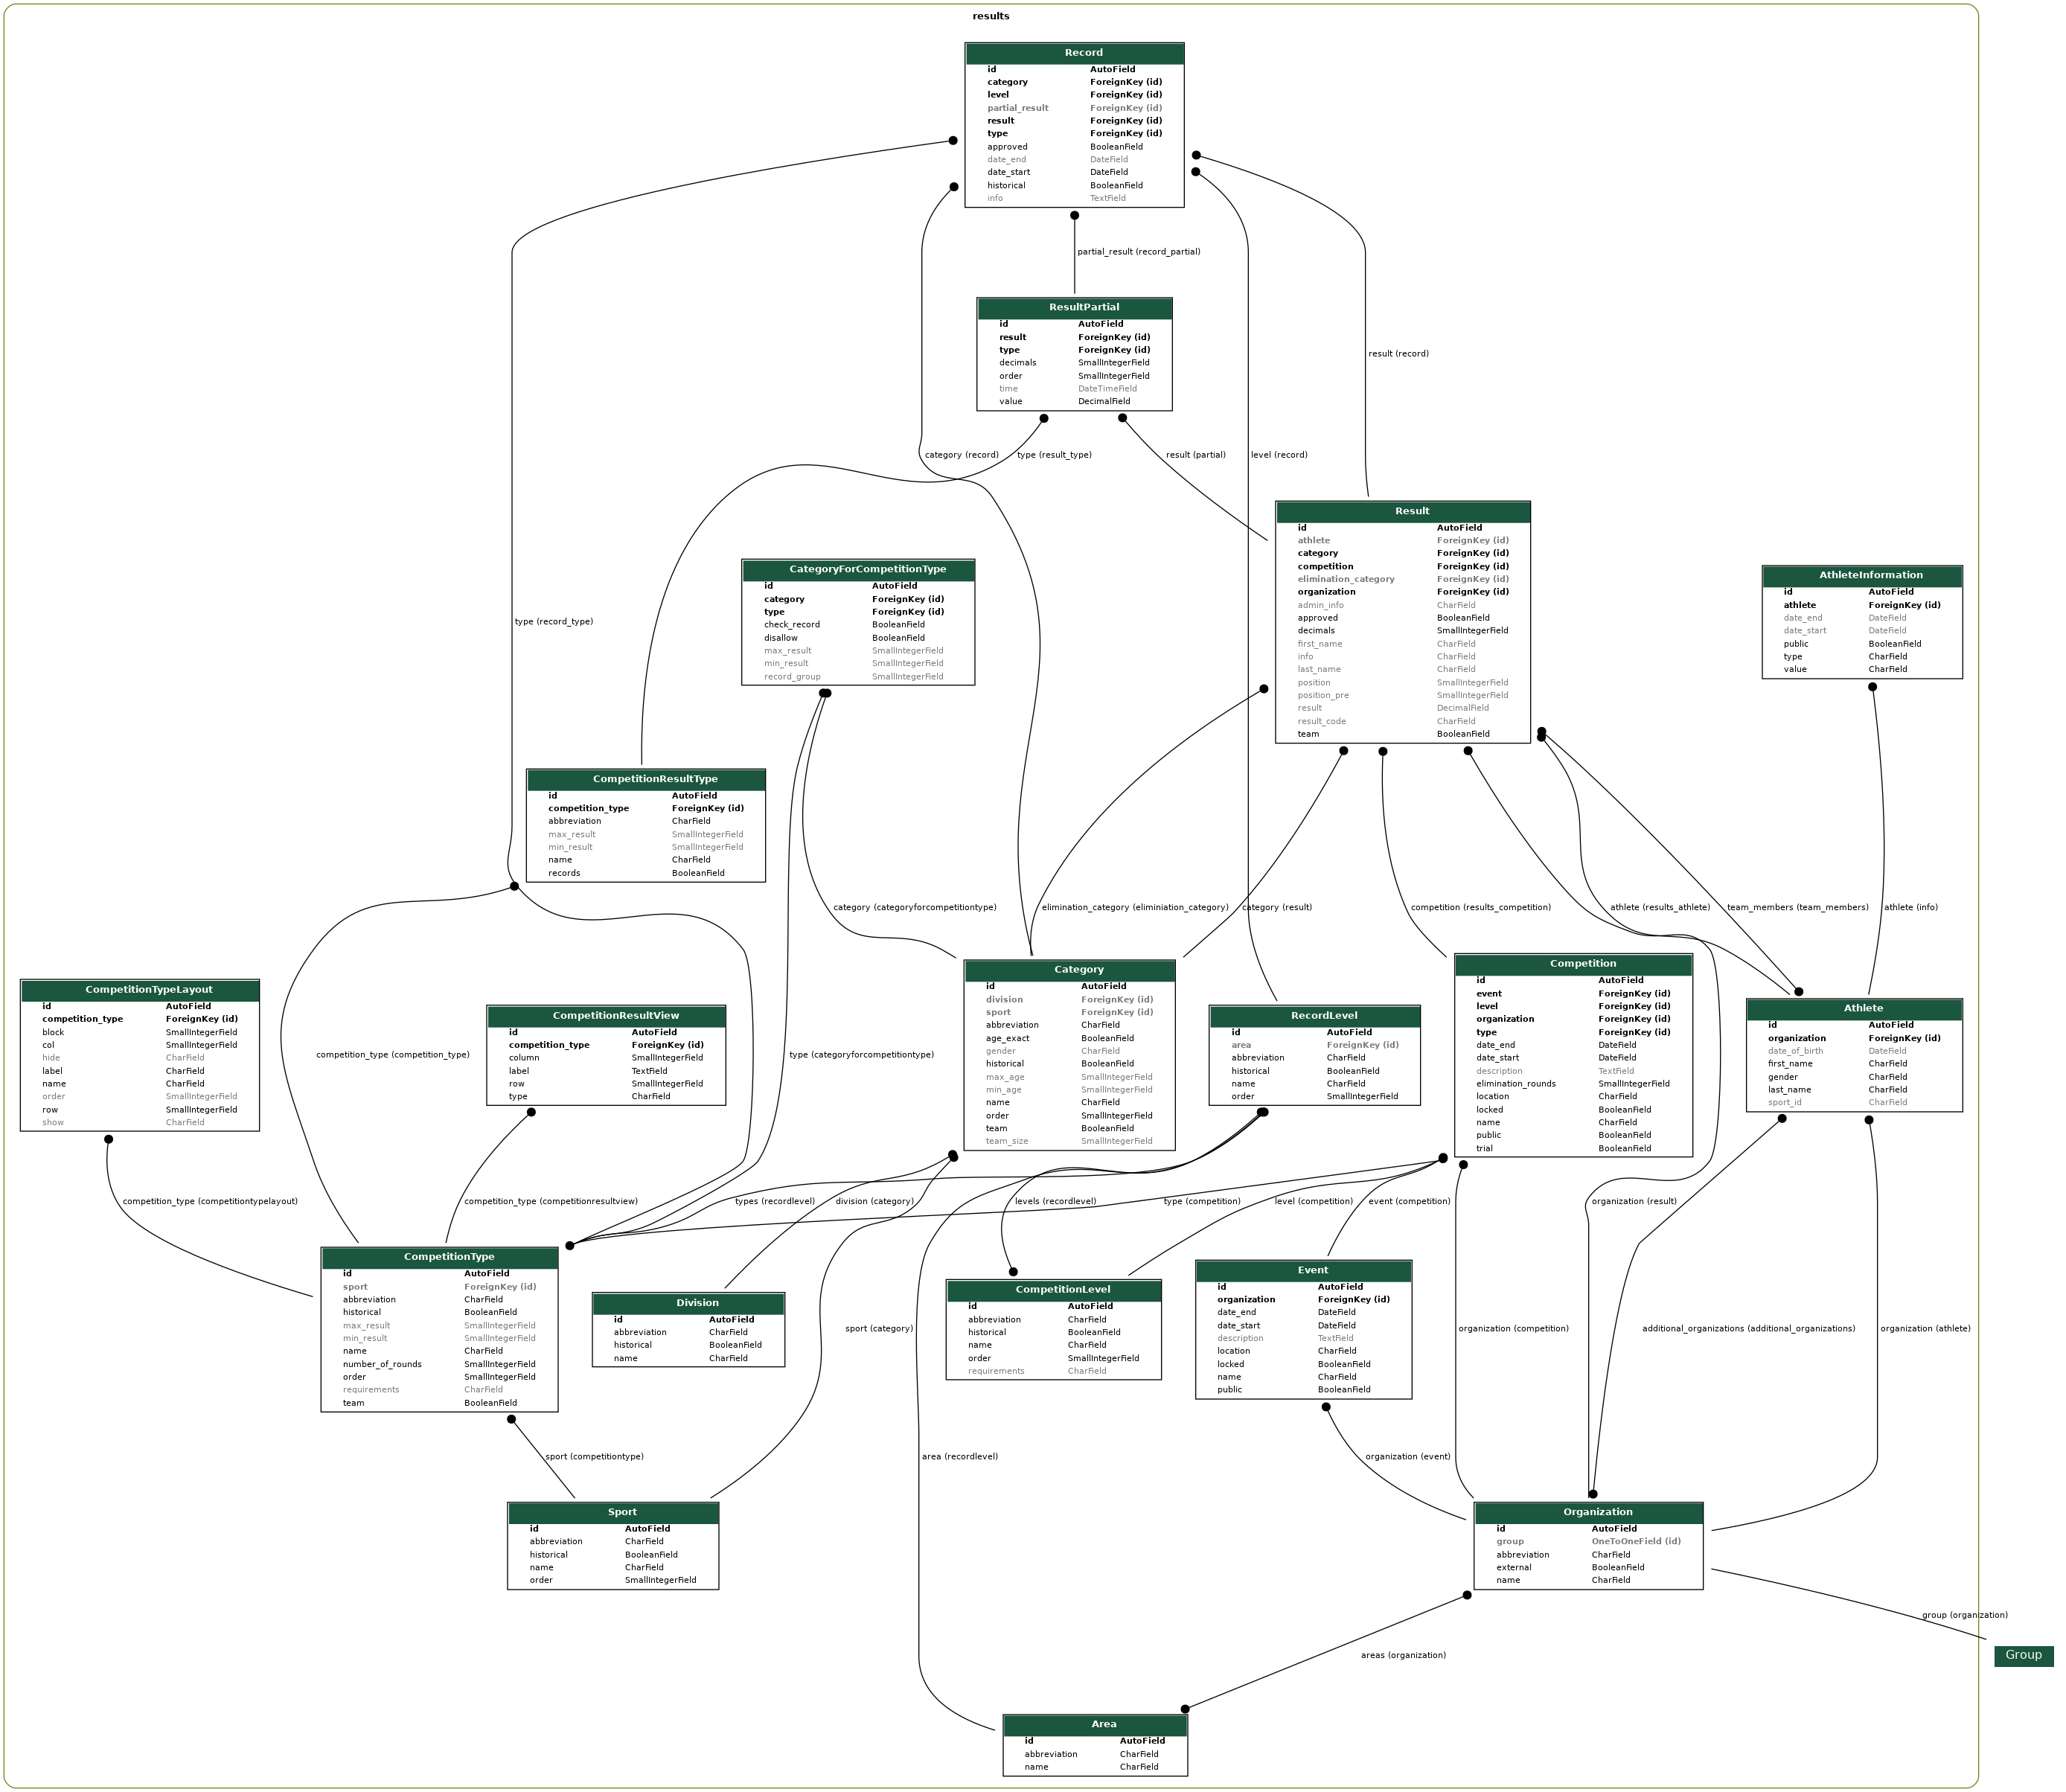 results
Record
id AutoField
category ForeignKey (id)
level ForeignKey (id)
partial_result ForeignKey (id)
result ForeignKey (id)
type ForeignKey (id)
approved BooleanField
date_end DateField
date_start DateField
historical BooleanField
info TextField
partial_result (record_partial)
ResultPartial
id AutoField
result ForeignKey (id)
type ForeignKey (id)
decimals SmallIntegerField
order SmallIntegerField
time DateTimeField
value DecimalField
result (record)
category (record)
type (result_type)
result (partial)
level (record)
Result
id AutoField
athlete ForeignKey (id)
category ForeignKey (id)
competition ForeignKey (id)
elimination_category ForeignKey (id)
organization ForeignKey (id)
admin_info CharField
approved BooleanField
decimals SmallIntegerField
first_name CharField
info CharField
last_name CharField
position SmallIntegerField
position_pre SmallIntegerField
result DecimalField
result_code CharField
team BooleanField
CategoryForCompetitionType
id AutoField
category ForeignKey (id)
type ForeignKey (id)
check_record BooleanField
disallow BooleanField
max_result SmallIntegerField
min_result SmallIntegerField
record_group SmallIntegerField
AthleteInformation
id AutoField
athlete ForeignKey (id)
date_end DateField
date_start DateField
public BooleanField
type CharField
value CharField
type (record_type)
CompetitionResultType
id AutoField
competition_type ForeignKey (id)
abbreviation CharField
max_result SmallIntegerField
min_result SmallIntegerField
name CharField
records BooleanField
category (categoryforcompetitiontype)
elimination_category (eliminiation_category)
category (result)
competition (results_competition)
athlete (results_athlete)
team_members (team_members)
athlete (info)
CompetitionTypeLayout
id AutoField
competition_type ForeignKey (id)
block SmallIntegerField
col SmallIntegerField
hide CharField
label CharField
name CharField
order SmallIntegerField
row SmallIntegerField
show CharField
competition_type (competition_type)
CompetitionResultView
id AutoField
competition_type ForeignKey (id)
column SmallIntegerField
label TextField
row SmallIntegerField
type CharField
type (categoryforcompetitiontype)
Category
id AutoField
division ForeignKey (id)
sport ForeignKey (id)
abbreviation CharField
age_exact BooleanField
gender CharField
historical BooleanField
max_age SmallIntegerField
min_age SmallIntegerField
name CharField
order SmallIntegerField
team BooleanField
team_size SmallIntegerField
RecordLevel
id AutoField
area ForeignKey (id)
abbreviation CharField
historical BooleanField
name CharField
order SmallIntegerField
Competition
id AutoField
event ForeignKey (id)
level ForeignKey (id)
organization ForeignKey (id)
type ForeignKey (id)
date_end DateField
date_start DateField
description TextField
elimination_rounds SmallIntegerField
location CharField
locked BooleanField
name CharField
public BooleanField
trial BooleanField
Athlete
id AutoField
organization ForeignKey (id)
date_of_birth DateField
first_name CharField
gender CharField
last_name CharField
sport_id CharField
competition_type (competitiontypelayout)
competition_type (competitionresultview)
types (recordlevel)
division (category)
levels (recordlevel)
type (competition)
level (competition)
event (competition)
organization (result)
CompetitionType
id AutoField
sport ForeignKey (id)
abbreviation CharField
historical BooleanField
max_result SmallIntegerField
min_result SmallIntegerField
name CharField
number_of_rounds SmallIntegerField
order SmallIntegerField
requirements CharField
team BooleanField
Division
id AutoField
abbreviation CharField
historical BooleanField
name CharField
sport (category)
CompetitionLevel
id AutoField
abbreviation CharField
historical BooleanField
name CharField
order SmallIntegerField
requirements CharField
Event
id AutoField
organization ForeignKey (id)
date_end DateField
date_start DateField
description TextField
location CharField
locked BooleanField
name CharField
public BooleanField
organization (competition)
additional_organizations (additional_organizations)
organization (athlete)
sport (competitiontype)
area (recordlevel)
organization (event)
Sport
id AutoField
abbreviation CharField
historical BooleanField
name CharField
order SmallIntegerField
Organization
id AutoField
group OneToOneField (id)
abbreviation CharField
external BooleanField
name CharField
group (organization)
areas (organization)
Group
Area
id AutoField
abbreviation CharField
name CharField